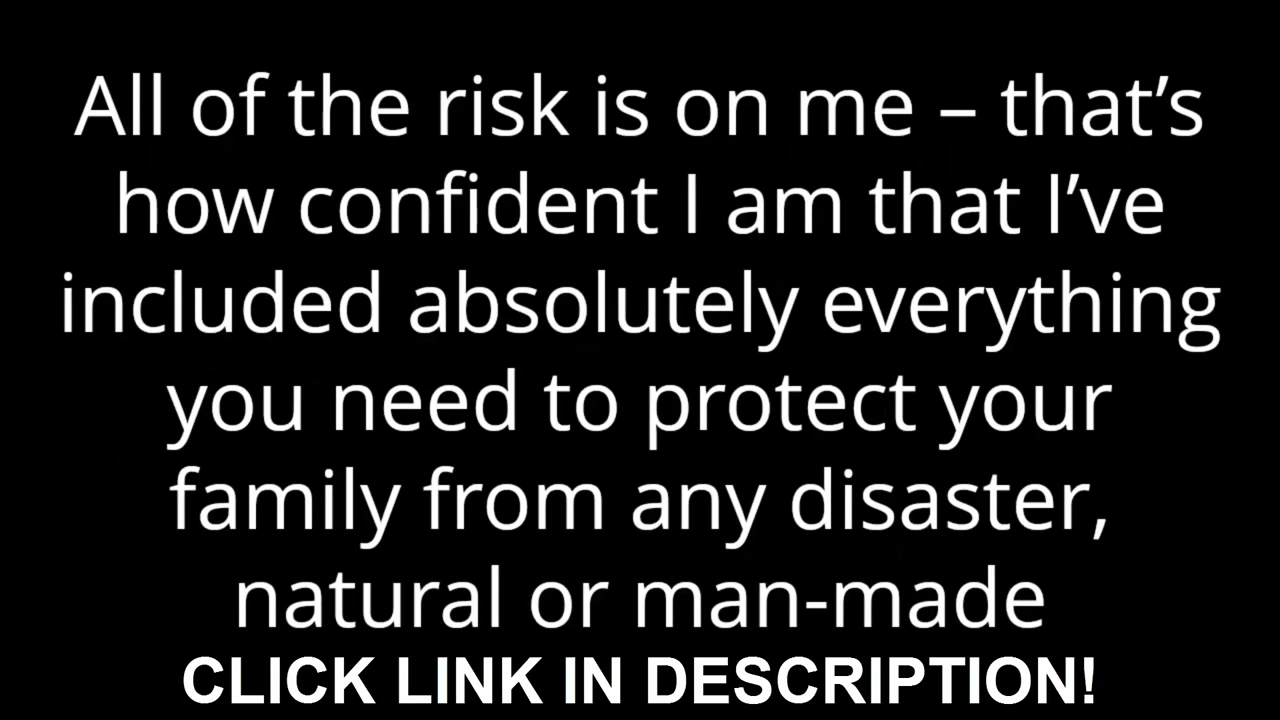 All of the risk is on me – that’s
how confident I am that I’ve
included absolutely everything
you need to protect your
family from any disaster,
natural or man-made
CLICK LINK IN DESCRIPTION!